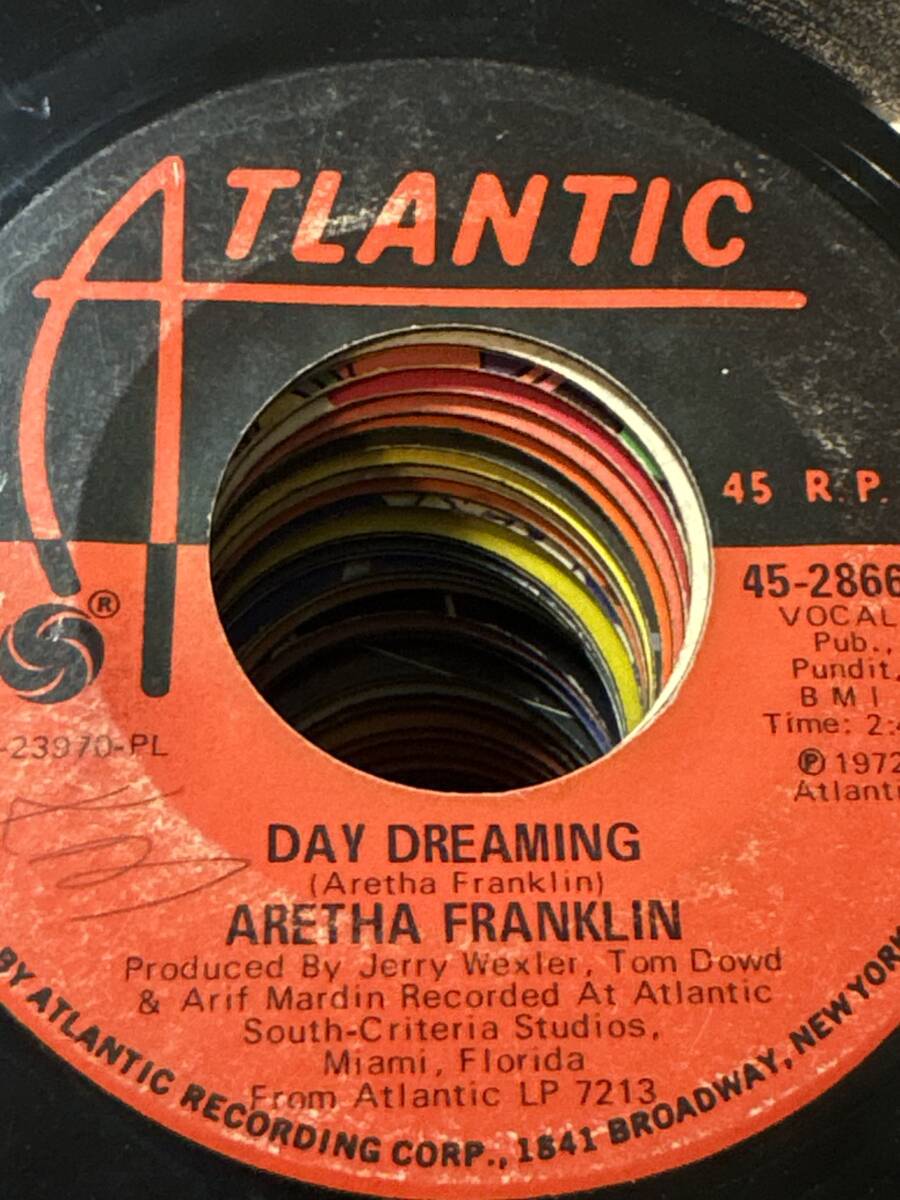 ATLANTIC
45 R.P.
45-2866
VOCAL
Pub.,
Pundit,
BMI
Time: 2:4
℗ 1972
Atlanti
®
-23970-PL
DAY DREAMING
(Aretha Franklin)
ARETHA FRANKLIN
Produced By Jerry Wexler, Tom Dowd
& Arif Mardin Recorded At Atlantic
South-Criteria Studios,
Miami, Florida
From Atlantic LP 7213
BY ATLANTIC RECORDING CORP., 1841 BROADWAY, NEW YORK